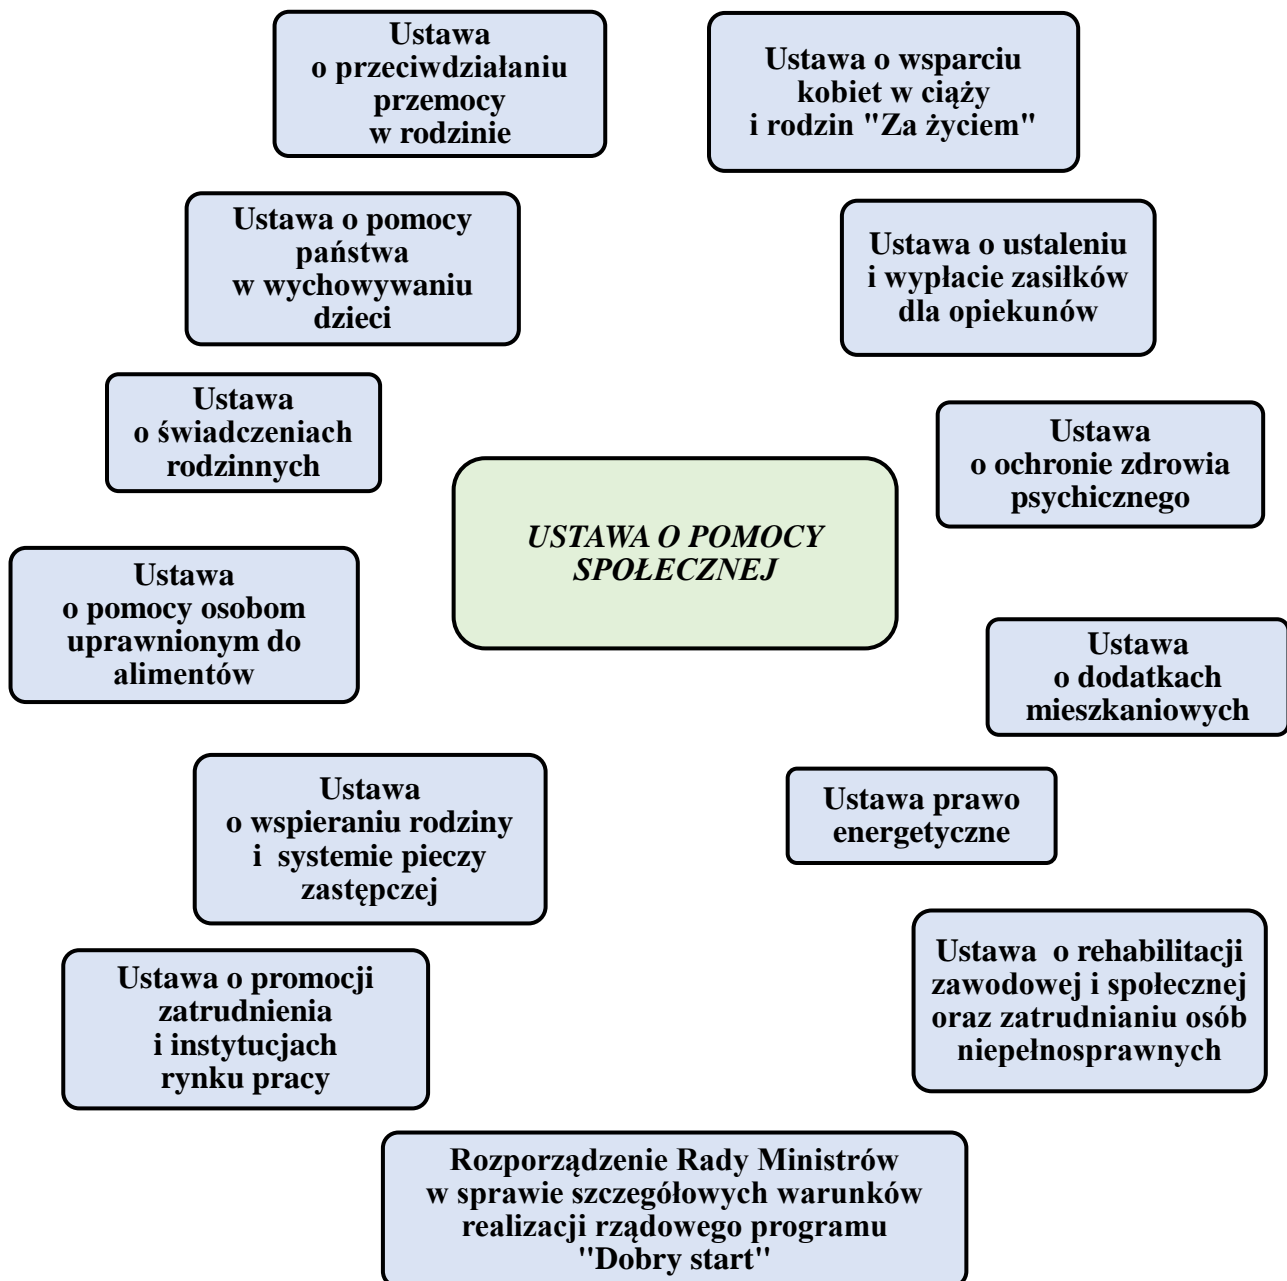 Ustawa
o przeciwdziałaniu
przemocy
w rodzinie
Ustawa o wsparciu
kobiet w ciąży
i rodzin "Za życiem"
Ustawa o pomocy
państwa
w wychowywaniu
dzieci
Ustawa o ustaleniu
i wypłacie zasiłków
dla opiekunów
Ustawa
o świadczeniach
rodzinnych
Ustawa
o ochronie zdrowia
psychicznego
USTAWA O POMOCY
SPOŁECZNEJ
Ustawa
o pomocy osobom
uprawnionym do
alimentów
Ustawa
o dodatkach
mieszkaniowych
Ustawa
o wspieraniu rodziny
i  systemie pieczy
zastępczej
Ustawa prawo
energetyczne
Ustawa o promocji
zatrudnienia
i instytucjach
rynku pracy
Ustawa  o rehabilitacji
zawodowej i społecznej
oraz zatrudnianiu osób
niepełnosprawnych
Rozporządzenie Rady Ministrów
w sprawie szczegółowych warunków
realizacji rządowego programu
"Dobry start"